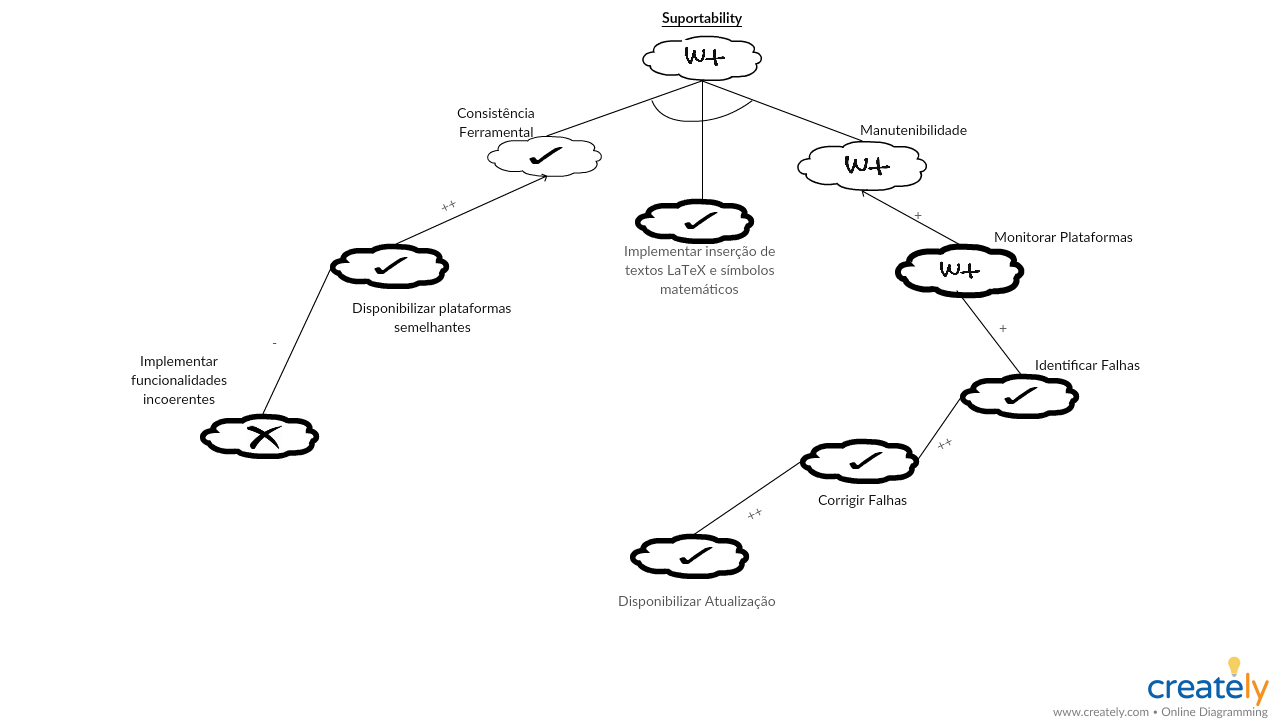 Suportability
W+
Consistência
Ferramental
Manutenibilidade
W+
++
+
Implementar inserção de
textos LaTeX e símbolos
matemáticos
Monitorar Plataformas
W+
Disponibilizar plataformas
semelhantes
-
+
Implementar
funcionalidades
incoerentes
Identificar Falhas
++
Corrigir Falhas
++
Disponibilizar Atualização
creately
www.creately.com • Online Diagramming